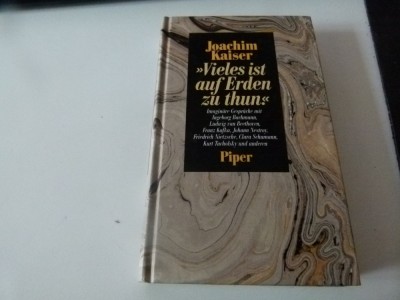 Joachim
Kaiser
»Vieles ist
auf Erden
zu thun«
Imaginäre Gespräche mit
Ingeborg Bachmann,
Ludwig van Beethoven,
Franz Kafka, Johann Nestroy,
Friedrich Nietzsche, Clara Schumann,
Kurt Tucholsky und anderen
Piper